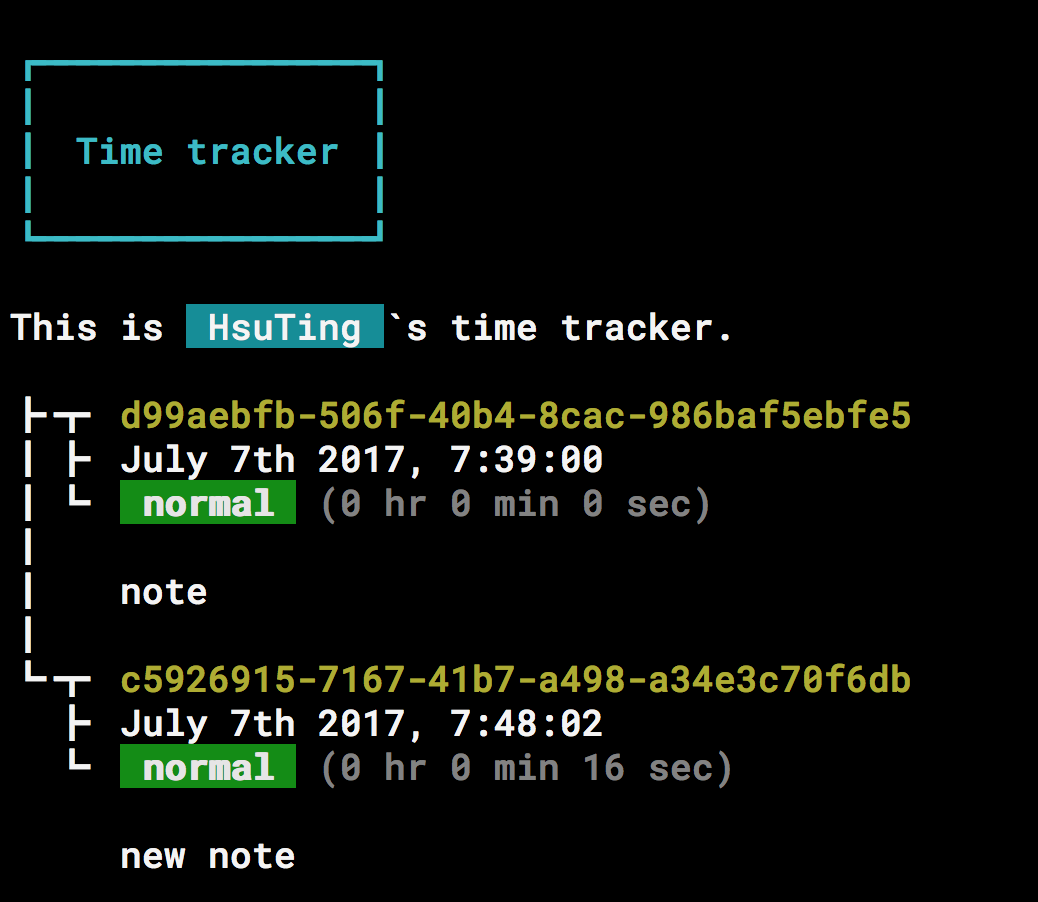 Time tracker
This is HsuTing `s time tracker.
d99aebfb-506f-40b4-8cac-986baf5ebfe5
July 7th 2017, 7:39:00
normal (0 hr 0 min 0 sec)
note
c5926915-7167-41b7-a498-a34e3c70f6db
July 7th 2017, 7:48:02
normal (0 hr 0 min 16 sec)
new note